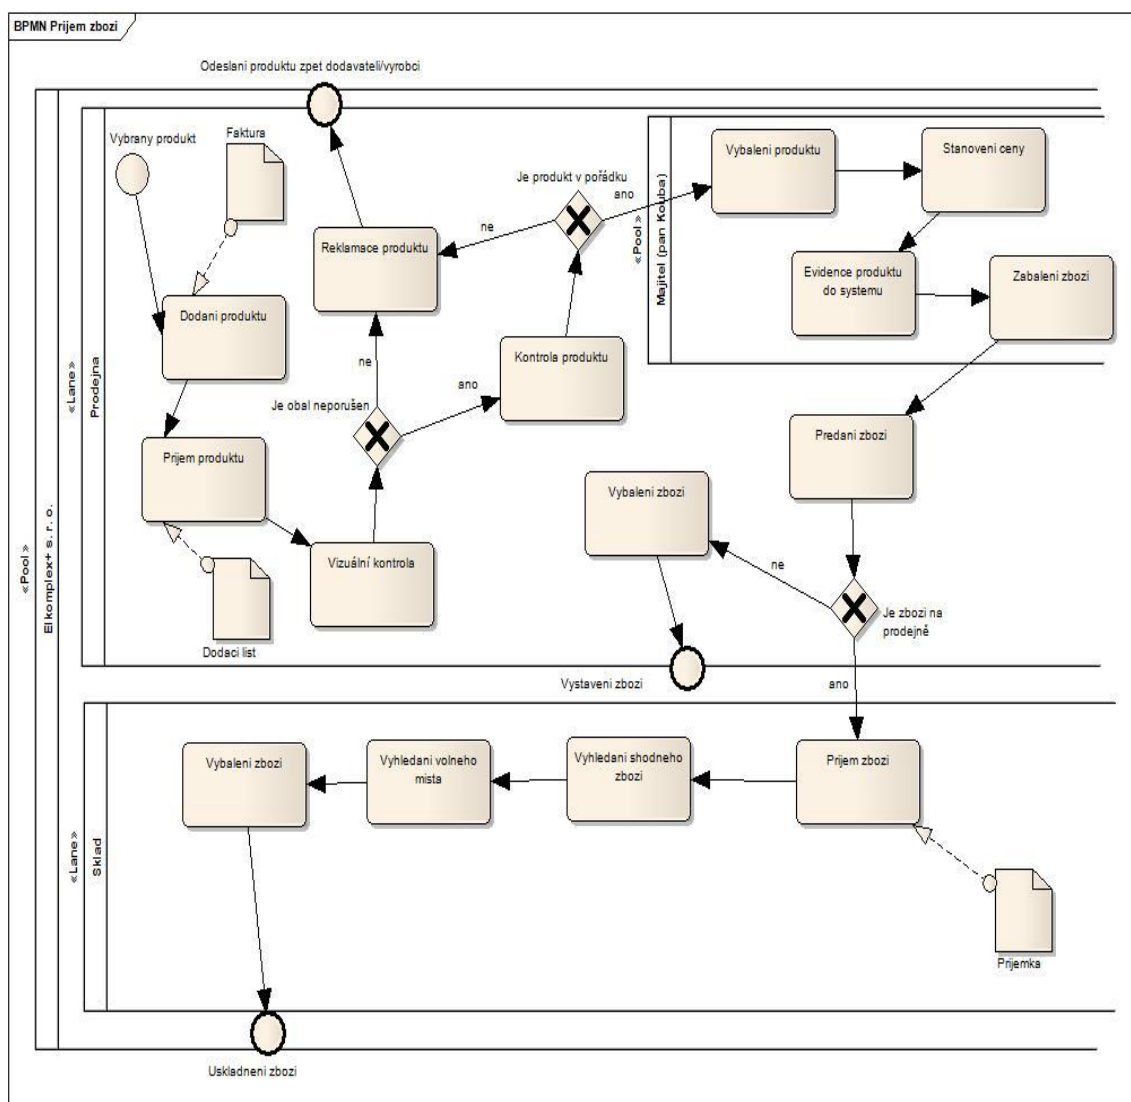 BPMN Prijem zbozi
Odeslani produktu zpet dodavateli/vyrobci
Vybrany produkt
Faktura
Je produkt v pořádku
ano
ne
Reklamace produktu
Dodani produktu
«Pool»
Majitel (pan Kouba)
Vybaleni produktu
Stanoveni ceny
Evidence produktu
do systemu
Zabaleni zbozi
Kontrola produktu
ne
ano
Je obal neporušen
«Lane»
Prodejna
Prijem produktu
Predani zbozi
Vybaleni zbozi
Vizuální kontrola
ne
Je zbozi na
prodejně
«Pool»
El komplex+ s. r. o.
Dodaci list
Vystaveni zbozi
ano
Vybaleni zbozi
Vyhledani volneho
mista
Vyhledani shodneho
zbozi
Prijem zbozi
«Lane»
Sklad
Prijemka
Uskladneni zbozi